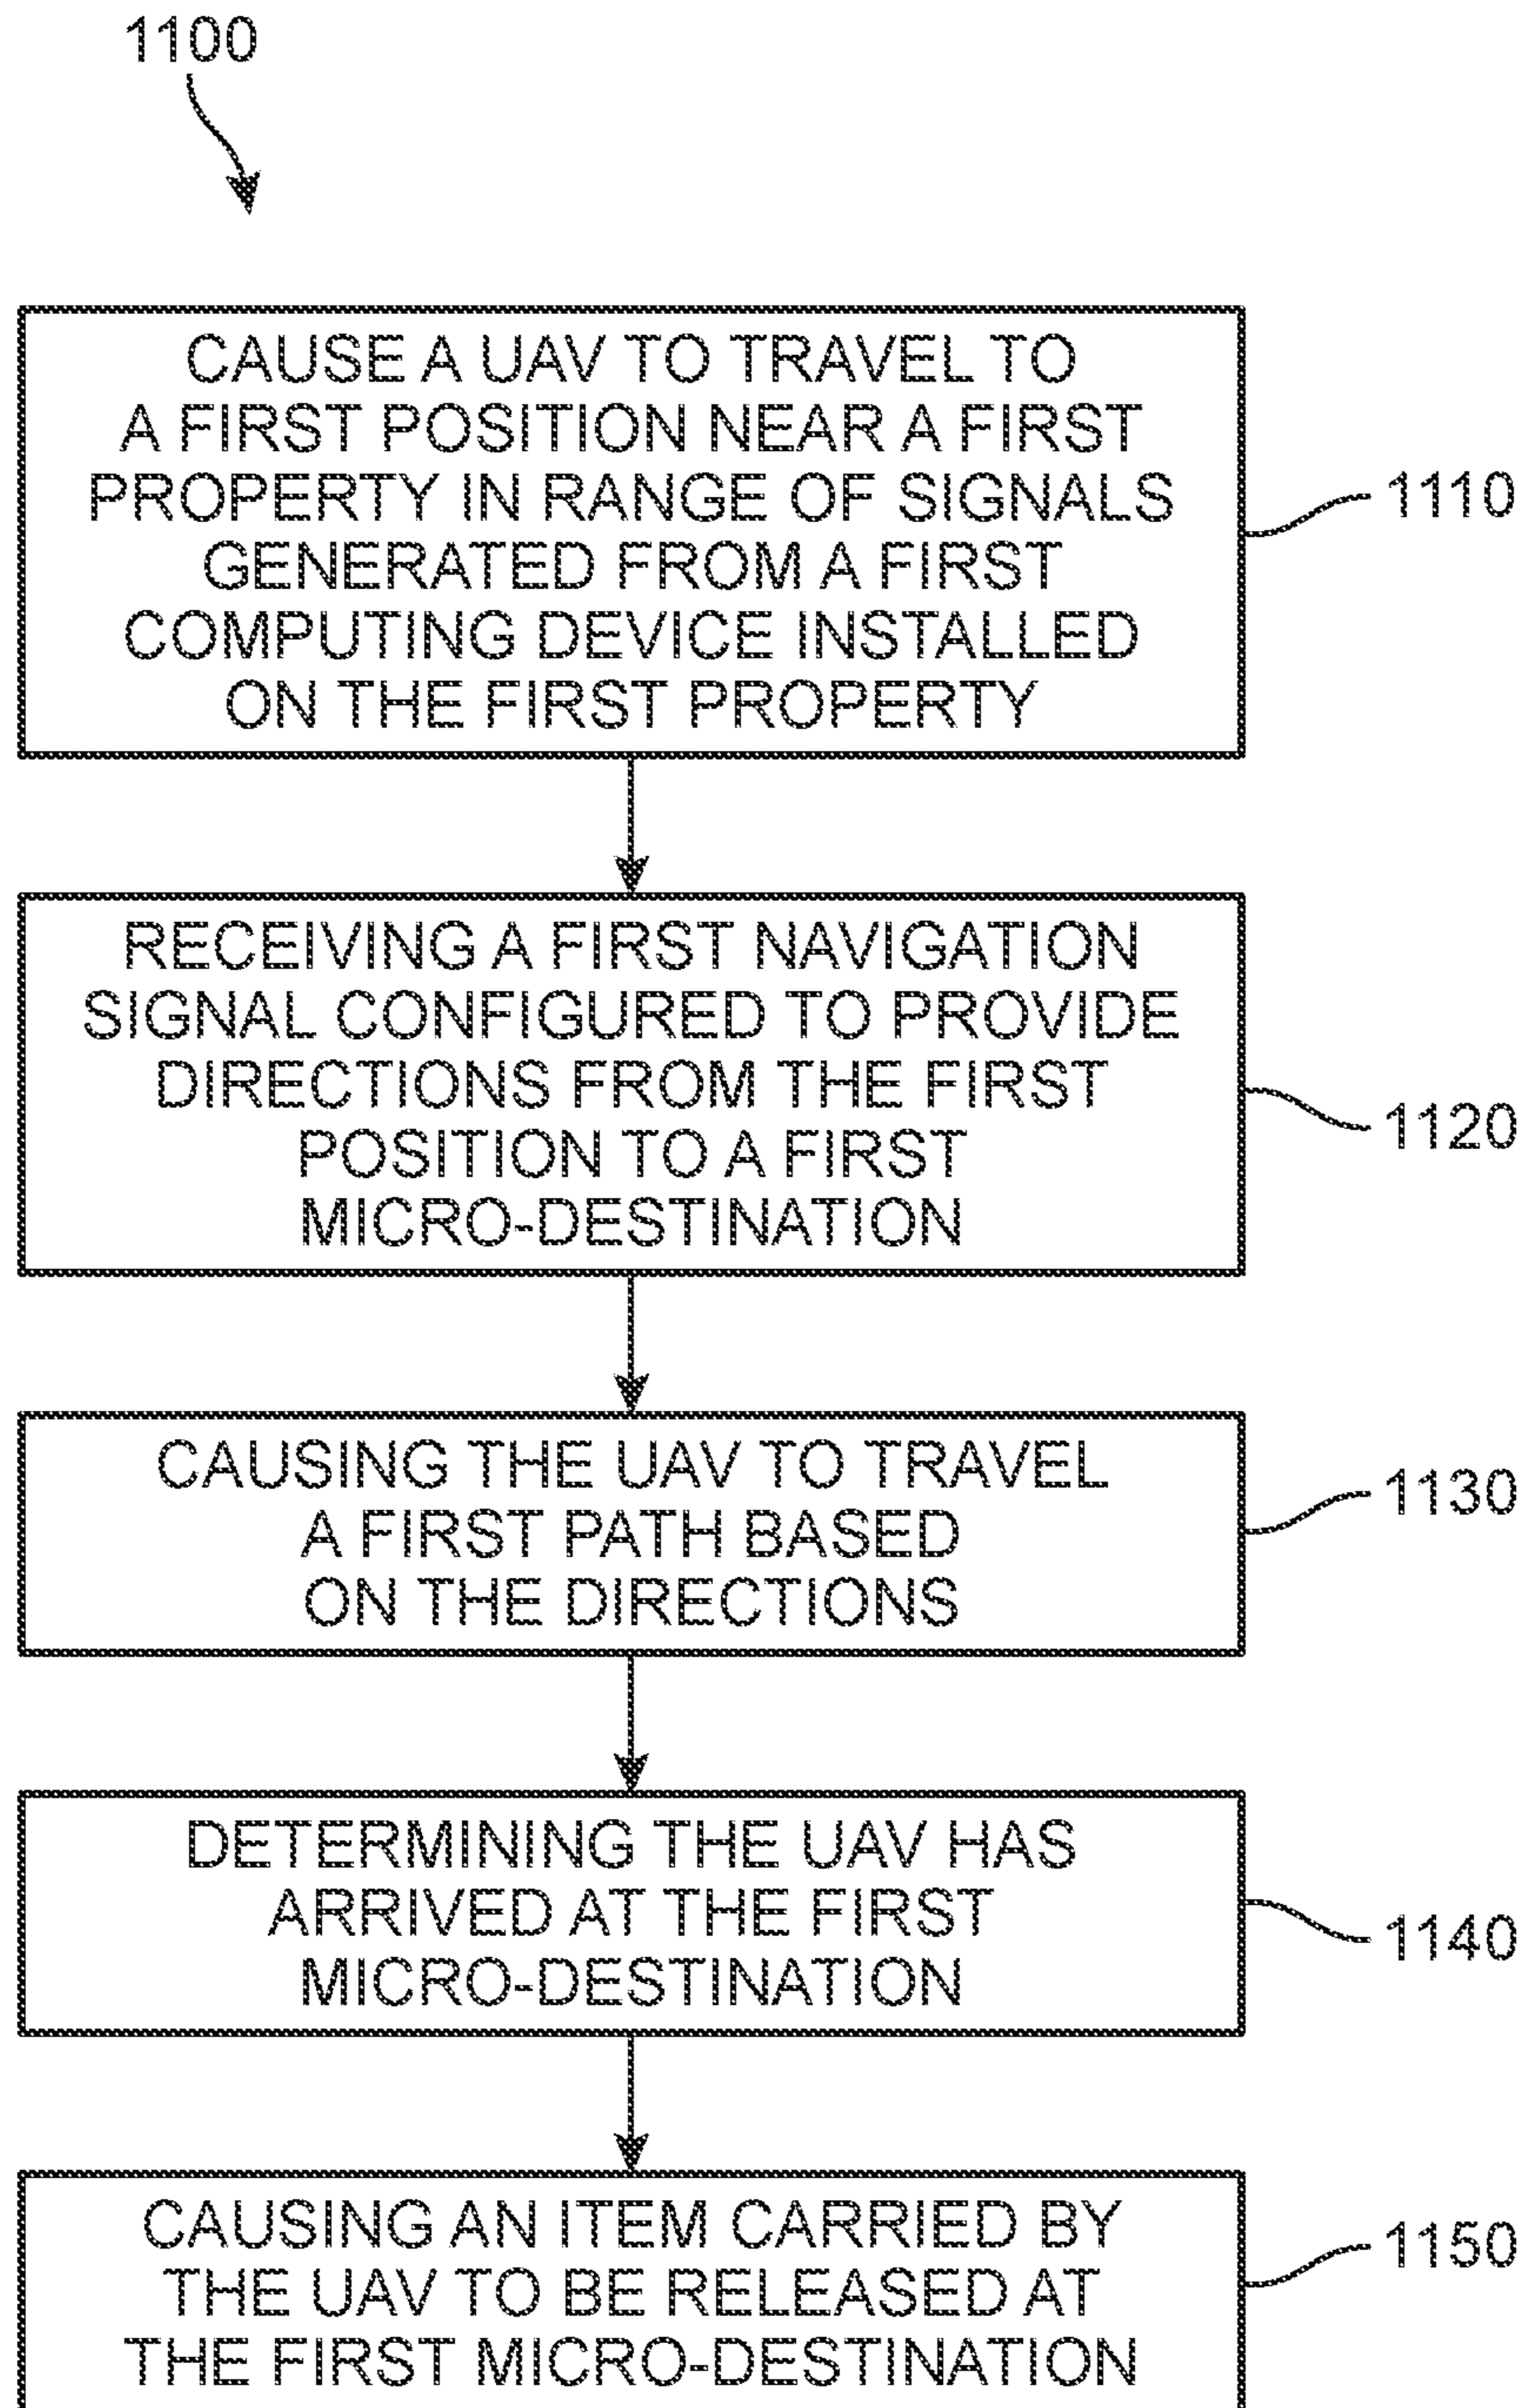 1100
CAUSE A UAV TO TRAVEL TO
A FIRST POSITION NEAR A FIRST
PROPERTY IN RANGE OF SIGNALS
GENERATED FROM A FIRST
COMPUTING DEVICE INSTALLED
ON THE FIRST PROPERTY
1110
RECEIVING A FIRST NAVIGATION
SIGNAL CONFIGURED TO PROVIDE
DIRECTIONS FROM THE FIRST
POSITION TO A FIRST
MICRO-DESTINATION
1120
CAUSING THE UAV TO TRAVEL
A FIRST PATH BASED
ON THE DIRECTIONS
1130
DETERMINING THE UAV HAS
ARRIVED AT THE FIRST
MICRO-DESTINATION
1140
CAUSING AN ITEM CARRIED BY
THE UAV TO BE RELEASED AT
THE FIRST MICRO-DESTINATION
1150